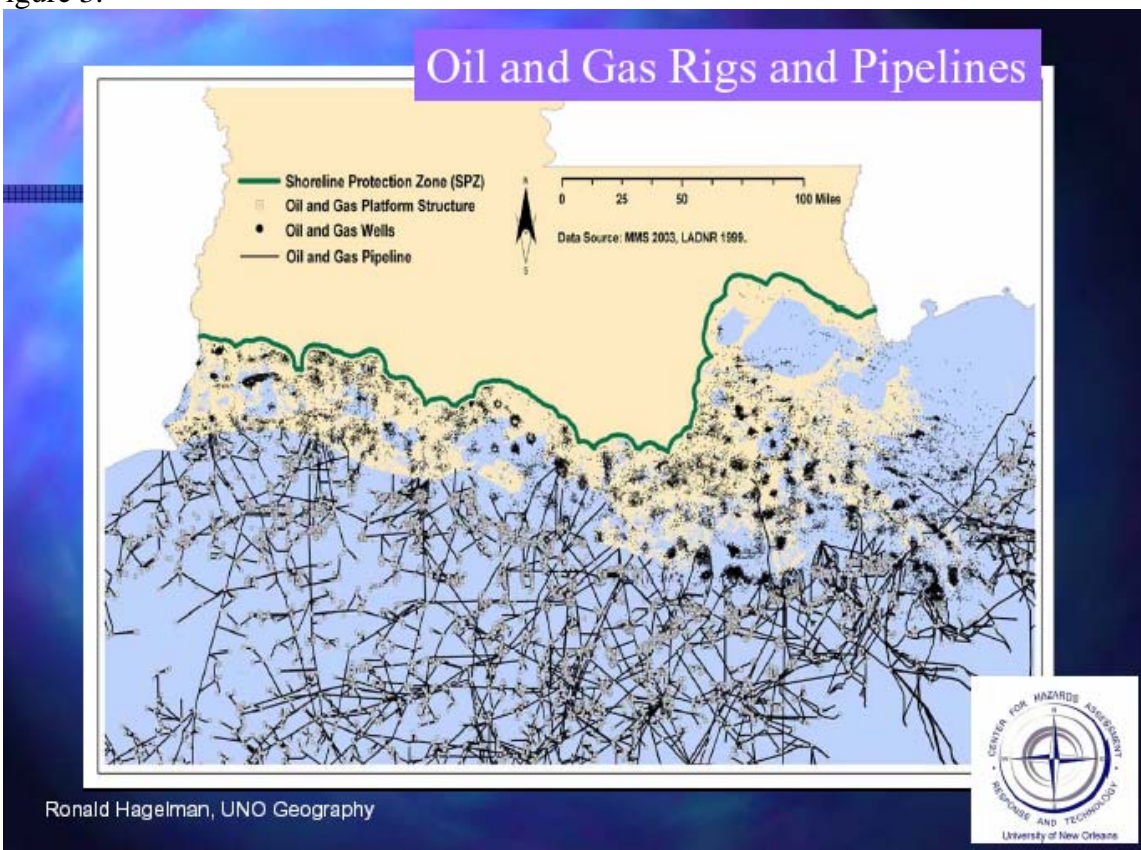 Oil and Gas Rigs and Pipelines
Shoreline Protection Zone (SPZ)
Oil and Gas Platform Structure
Oil and Gas Wells
Oil and Gas Pipeline
N
S
0 25 50 100 Miles
Data Source: MMS 2003, LADNR 1999.
Ronald Hagelman, UNO Geography
CENTER FOR HAZARDS ASSESSMENT
RESPONSE AND TECHNOLOGY
University of New Orleans